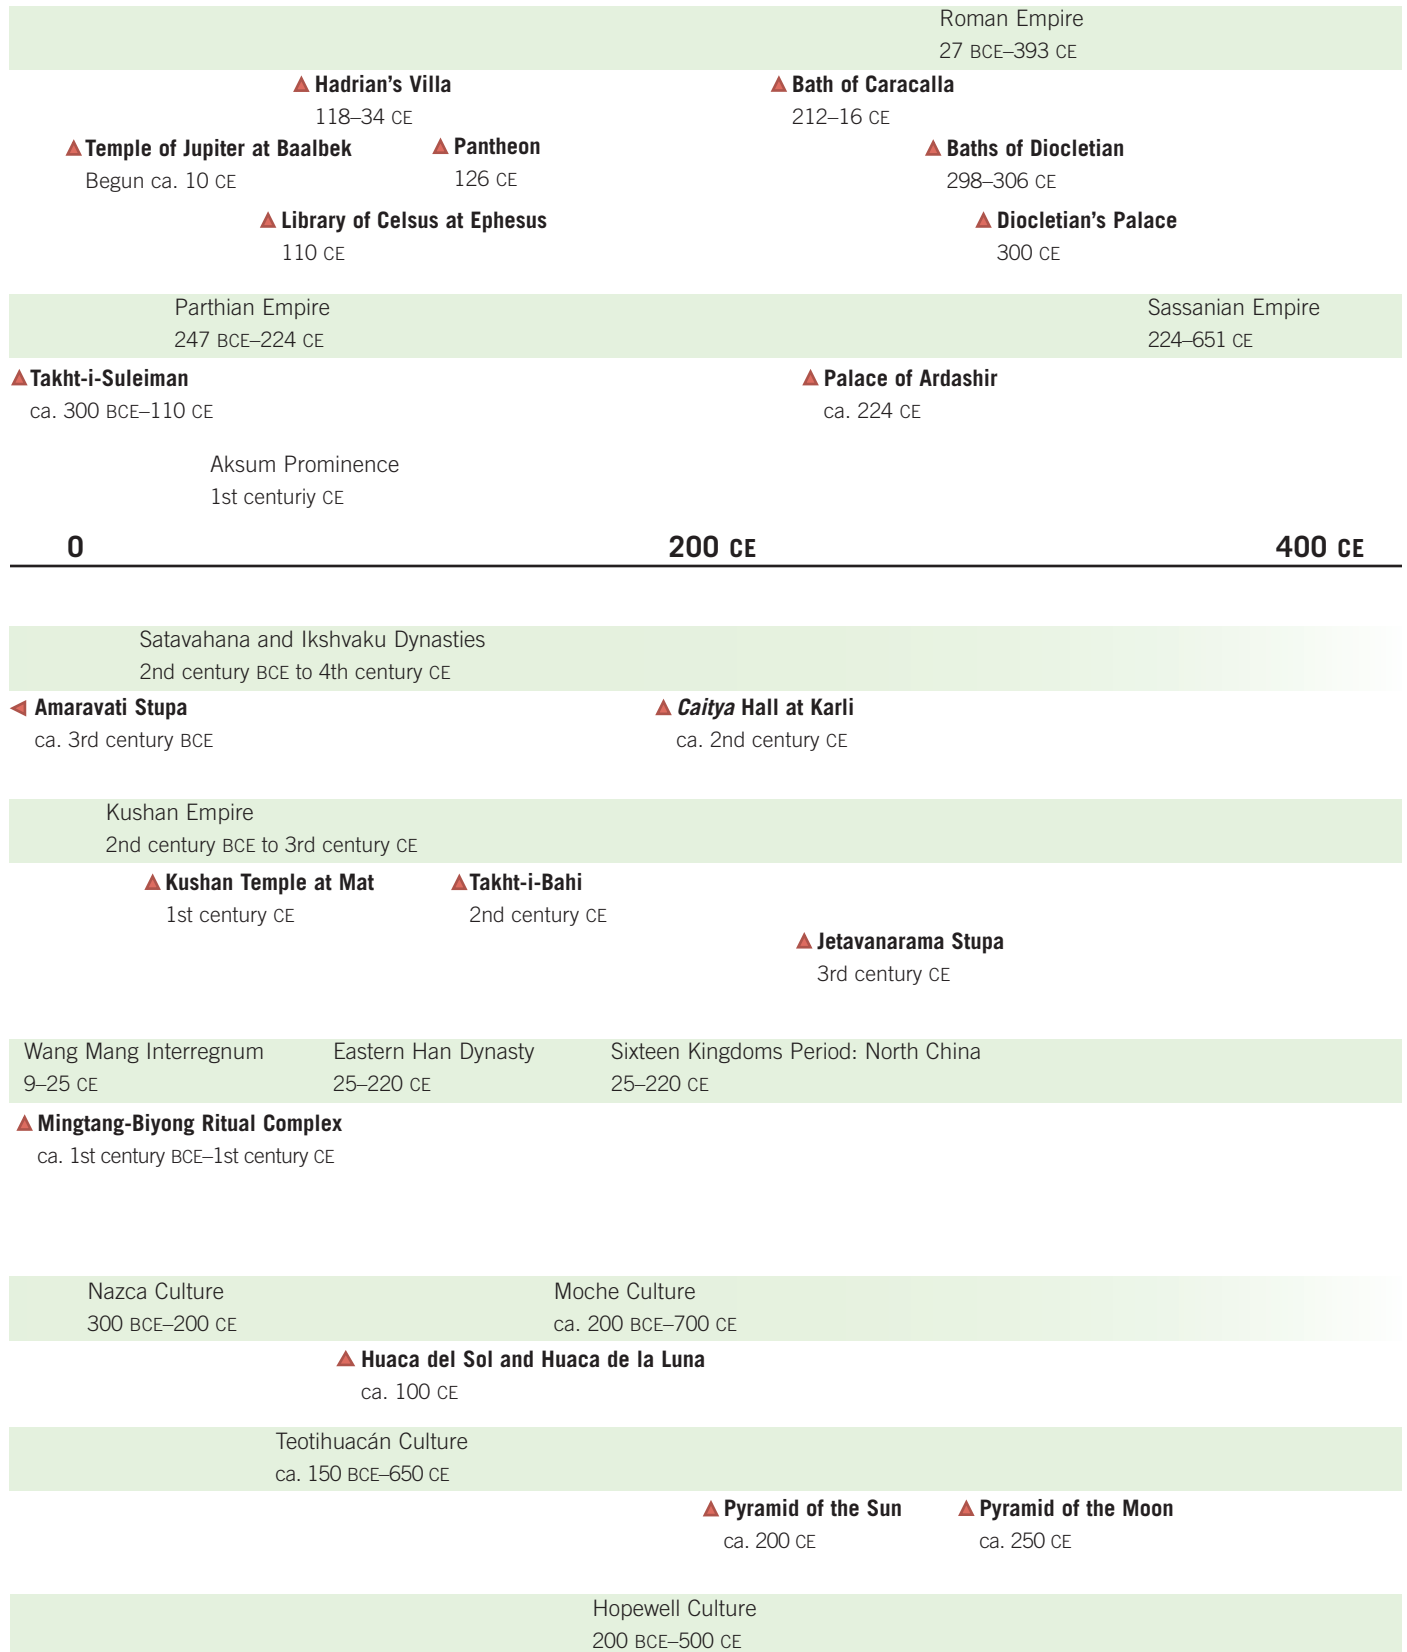 Roman Empire
27 BCE–393 CE
Hadrian's Villa
118–34 CE
Bath of Caracalla
212–16 CE
Temple of Jupiter at Baalbek
Begun ca. 10 CE
Pantheon
126 CE
Baths of Diocletian
298–306 CE
Library of Celsus at Ephesus
110 CE
Diocletian's Palace
300 CE
Parthian Empire
247 BCE–224 CE
Sassanian Empire
224–651 CE
Takht-i-Suleiman
ca. 300 BCE–110 CE
Palace of Ardashir
ca. 224 CE
Aksum Prominence
1st centuriy CE
0 200 CE 400 CE
Satavahana and Ikshvaku Dynasties
2nd century BCE to 4th century CE
Amaravati Stupa
ca. 3rd century BCE
Caitya Hall at Karli
ca. 2nd century CE
Kushan Empire
2nd century BCE to 3rd century CE
Kushan Temple at Mat
1st century CE
Takht-i-Bahi
2nd century CE
Jetavanarama Stupa
3rd century CE
Wang Mang Interregnum
9–25 CE
Eastern Han Dynasty
25–220 CE
Sixteen Kingdoms Period: North China
25–220 CE
Mingtang-Biyong Ritual Complex
ca. 1st century BCE–1st century CE
Nazca Culture
300 BCE–200 CE
Moche Culture
ca. 200 BCE–700 CE
Huaca del Sol and Huaca de la Luna
ca. 100 CE
Teotihuacán Culture
ca. 150 BCE–650 CE
Pyramid of the Sun
ca. 200 CE
Pyramid of the Moon
ca. 250 CE
Hopewell Culture
200 BCE–500 CE